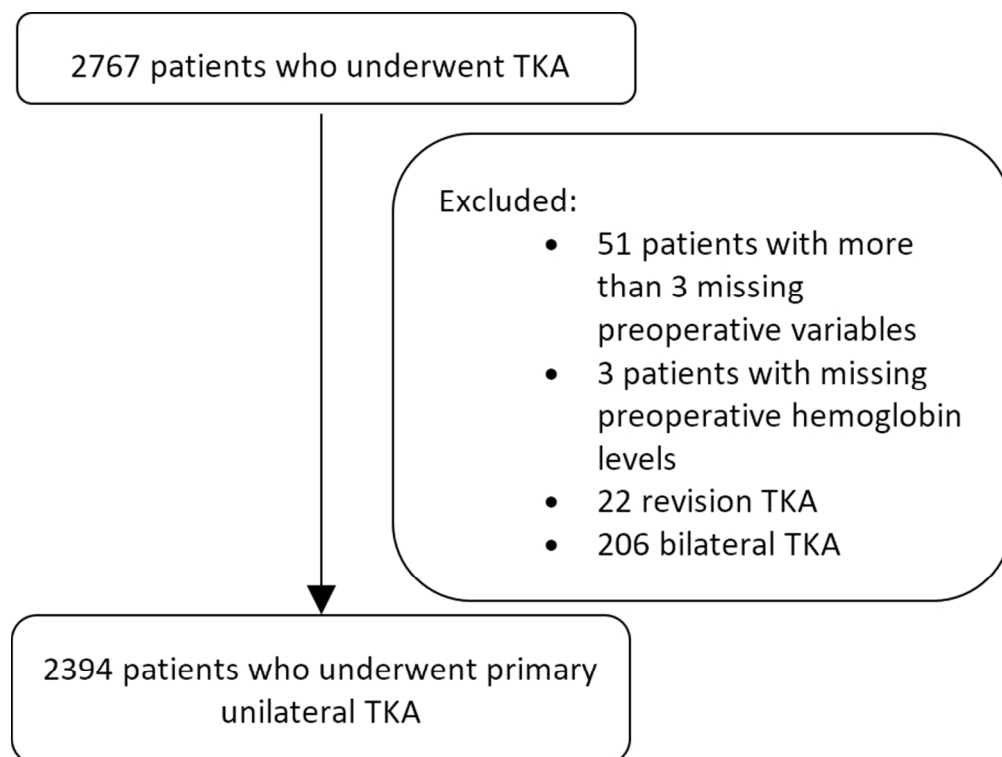 2767 patients who underwent TKA
Excluded:
• 51 patients with more
than 3 missing
preoperative variables
• 3 patients with missing
preoperative hemoglobin
levels
• 22 revision TKA
• 206 bilateral TKA
2394 patients who underwent primary
unilateral TKA